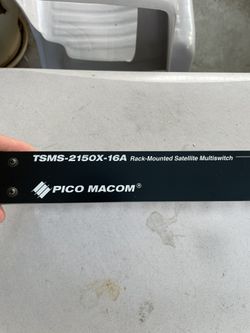 TSMS-2150X-16A Rack-Mounted Satellite Multiswitch
PICO MACOM®